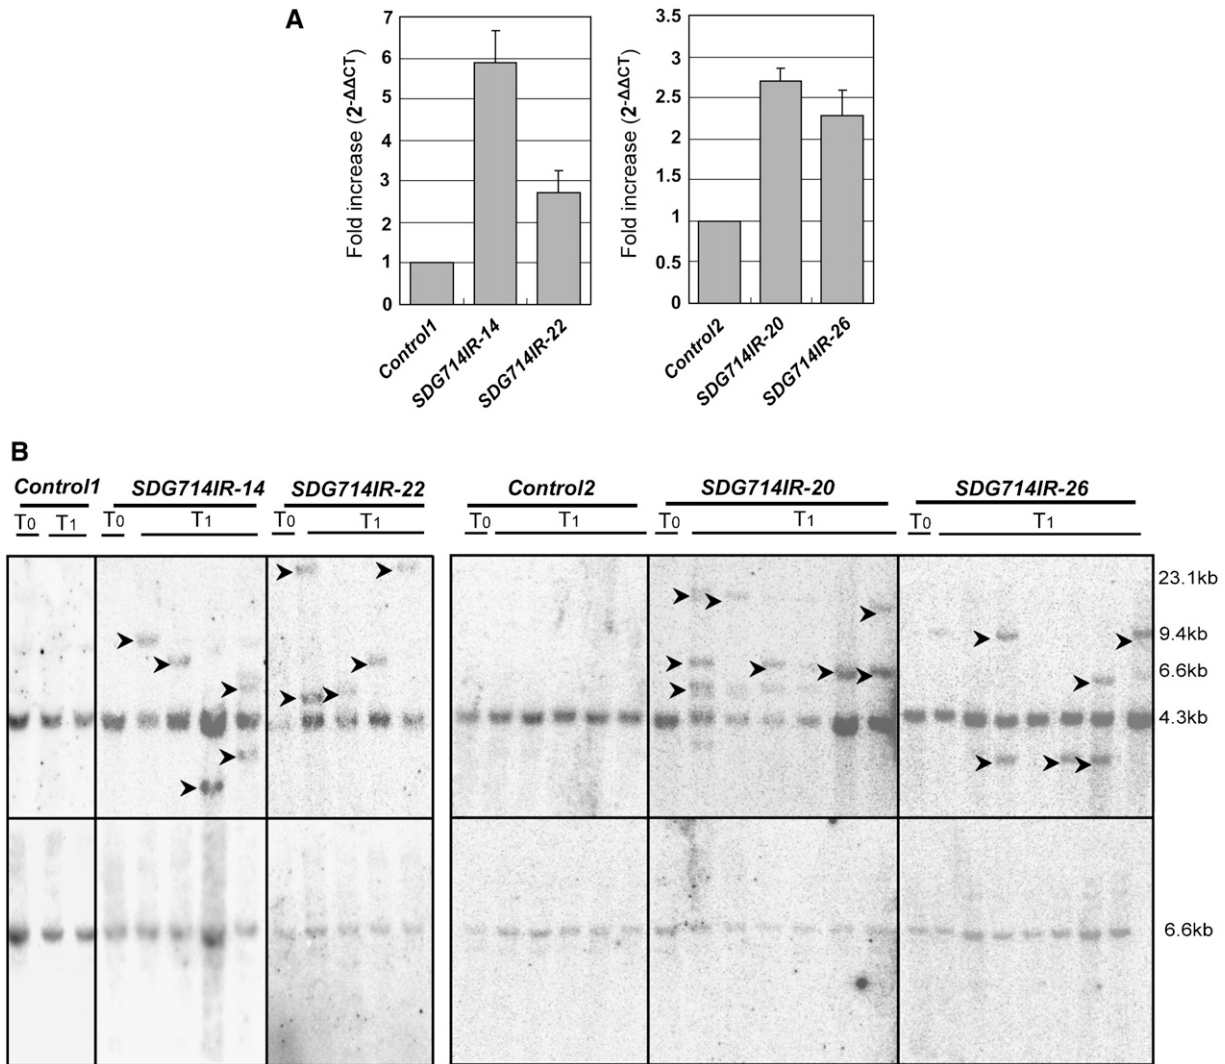 A
Fold increase (2-ΔΔCT)
7
6
5
4
3
2
1
0
Control1
SDG714IR-14
SDG714IR-22
Fold increase (2-ΔΔCT)
3.5
3
2.5
2
1.5
1
0.5
0
Control2
SDG714IR-20
SDG714IR-26
B
Control1 SDG714IR-14 SDG714IR-22 Control2 SDG714IR-20 SDG714IR-26
T0 T1 T0 T1 T0 T1 T0 T1 T0 T1 T0 T1
23.1kb
9.4kb
6.6kb
4.3kb
6.6kb